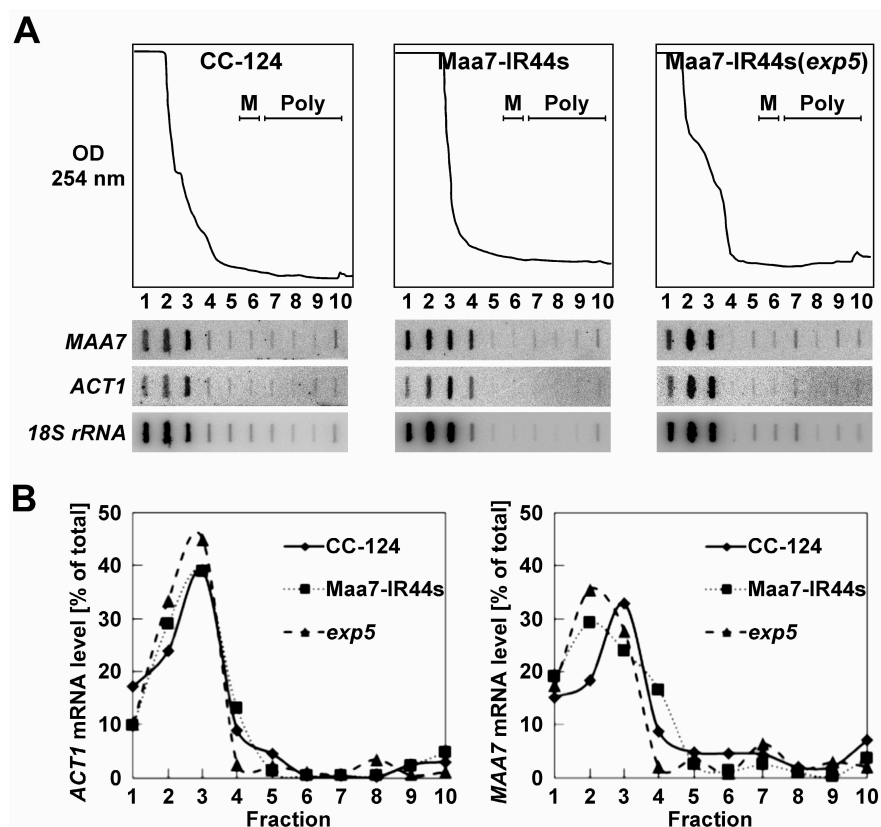 A
CC-124
Maa7-IR44s
Maa7-IR44s(exp5)
M Poly
M Poly
M Poly
OD
254 nm
1 2 3 4 5 6 7 8 9 10
1 2 3 4 5 6 7 8 9 10
1 2 3 4 5 6 7 8 9 10
MAA7
ACT1
18S rRNA
B
ACT1 mRNA level [% of total]
50
40
30
20
10
0
CC-124
Maa7-IR44s
exp5
1 2 3 4 5 6 7 8 9 10
Fraction
MAA7 mRNA level [% of total]
50
40
30
20
10
0
CC-124
Maa7-IR44s
exp5
1 2 3 4 5 6 7 8 9 10
Fraction